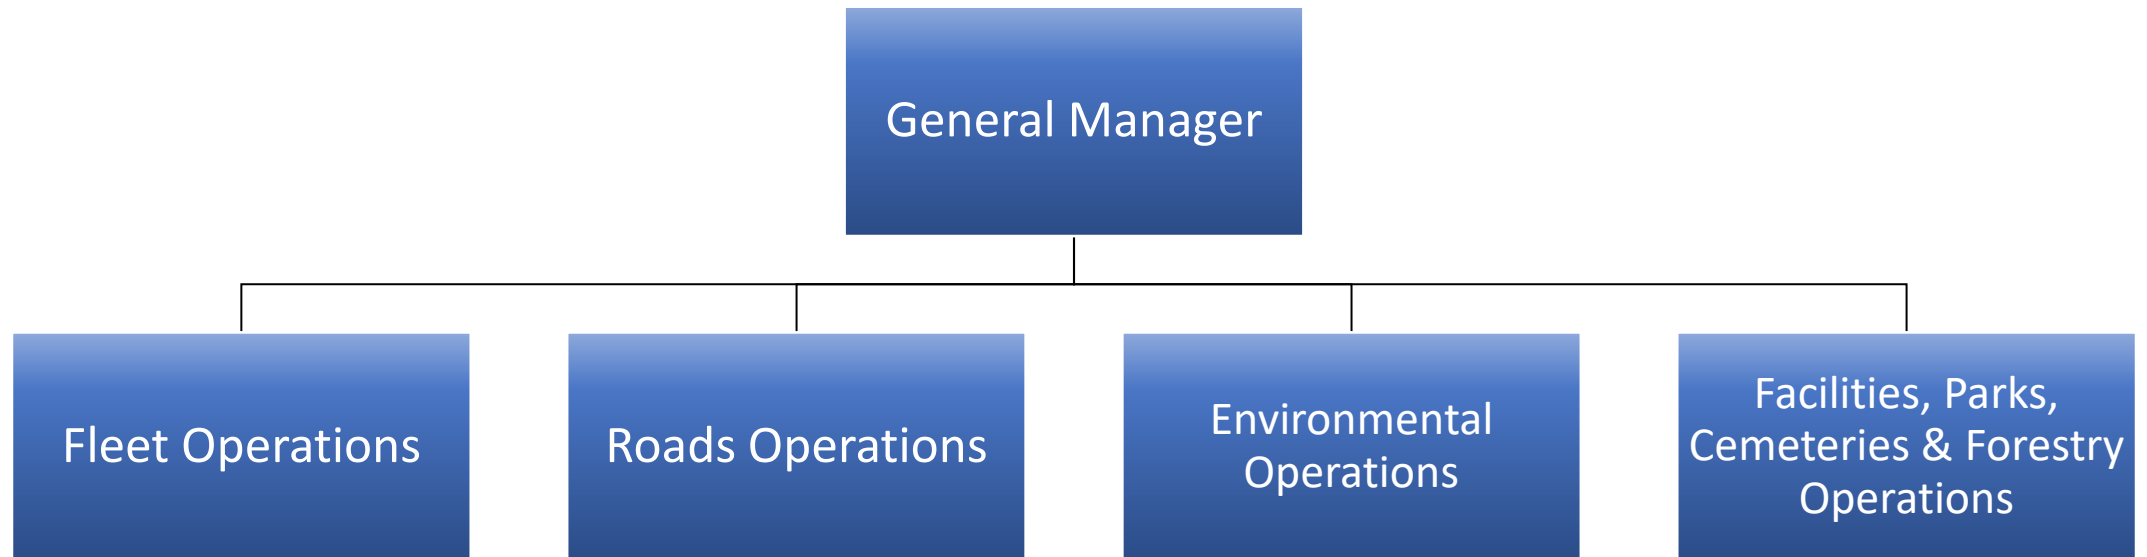 General Manager
Fleet Operations
Roads Operations
Environmental
Operations
Facilities, Parks,
Cemeteries & Forestry
Operations